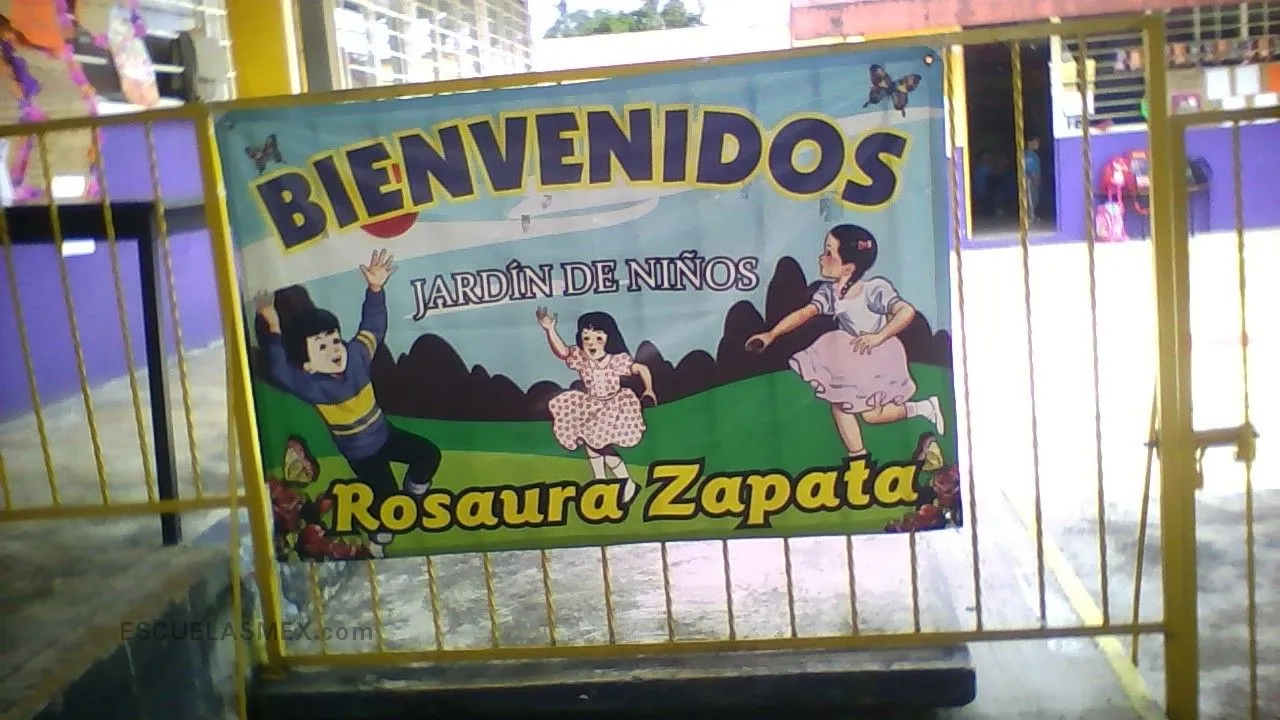 BIENVENIDOS
JARDÍN DE NIÑOS
Rosaura Zapata
ESCUELASMEX.com